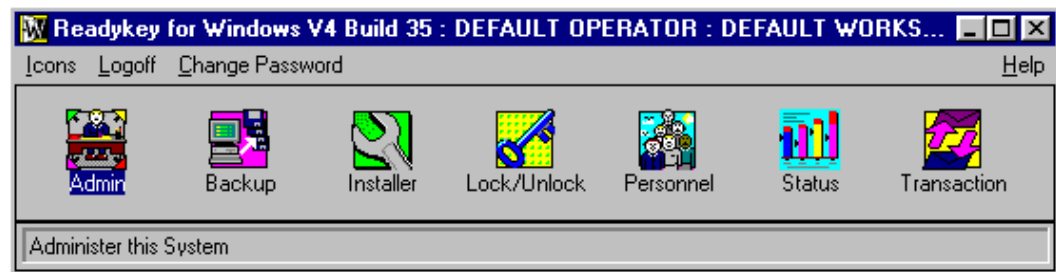 Readykey for Windows V4 Build 35 : DEFAULT OPERATOR : DEFAULT WORKS...
Icons Logoff Change Password Help
Admin Backup Installer Lock/Unlock Personnel Status Transaction
Administer this System